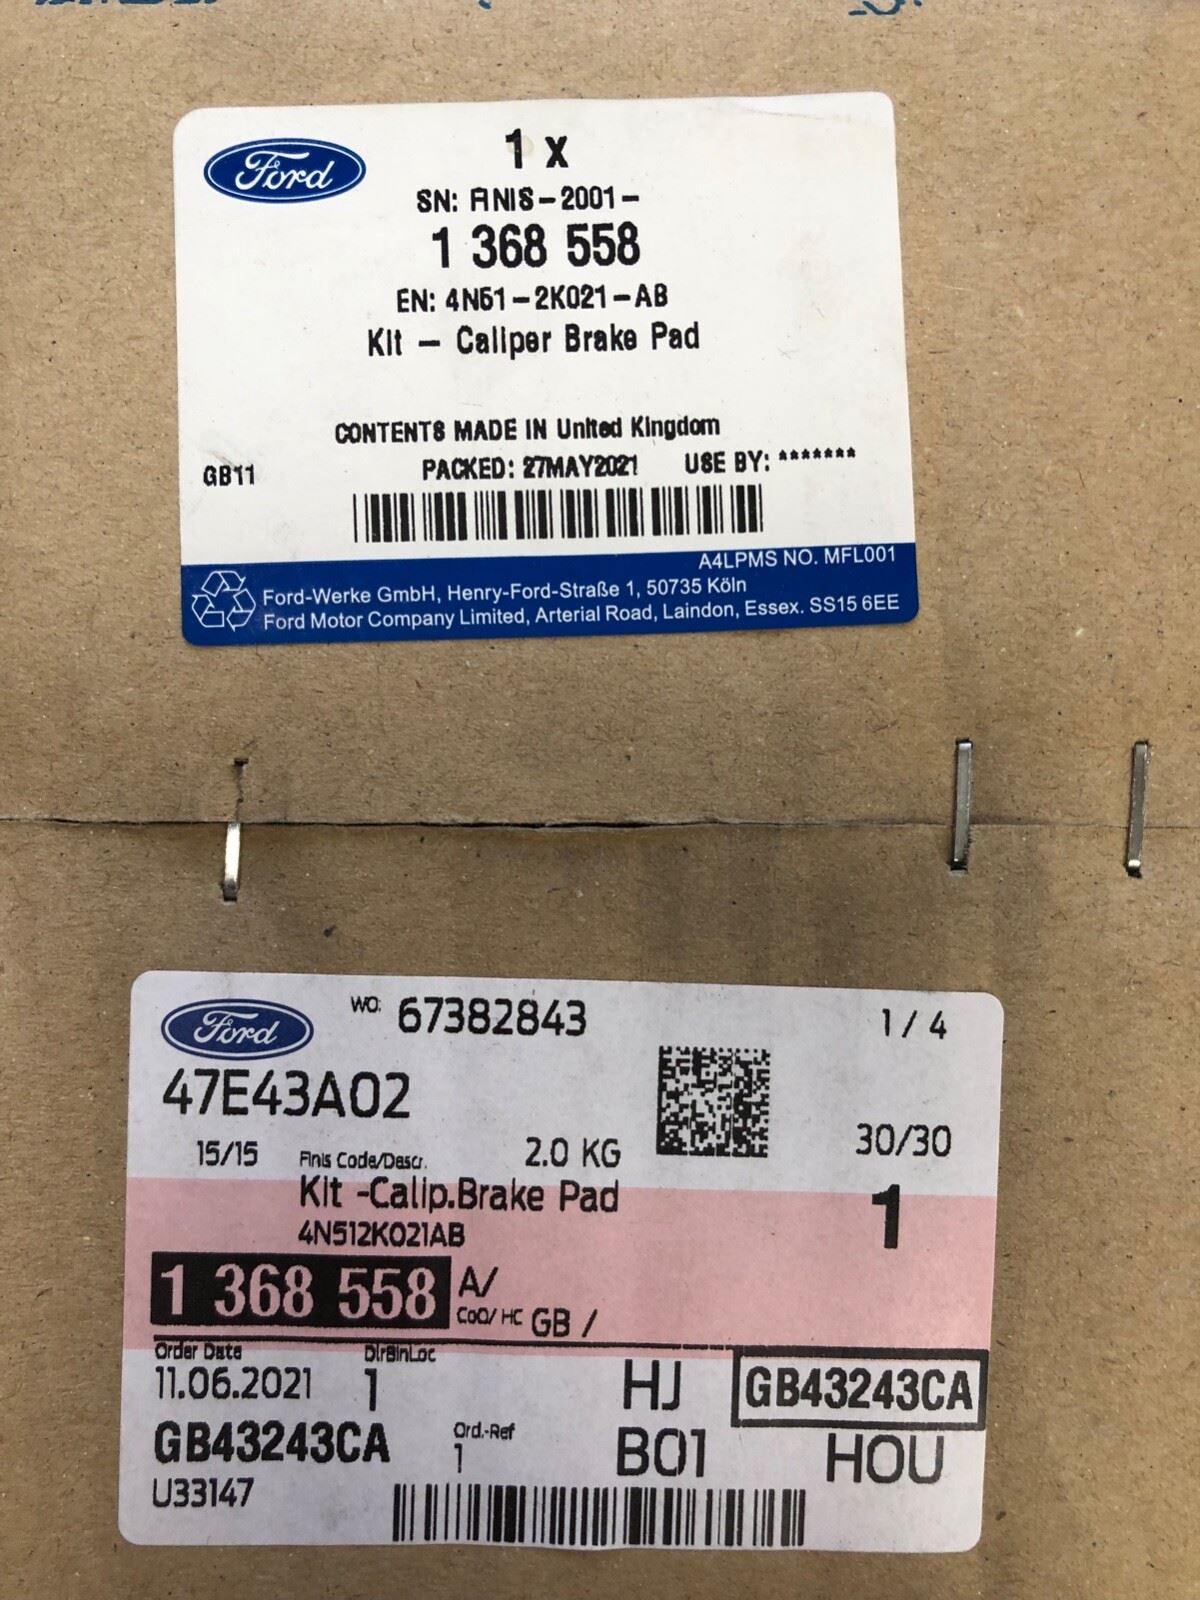 Ford
1 x
SN: FINIS-2001-
1 368 558
EN: 4N51-2K021-AB
Kit - Caliper Brake Pad
CONTENTS MADE IN United Kingdom
GB11 PACKED: 27MAY2021 USE BY: *******
A4LPMS NO. MFL001
Ford-Werke GmbH, Henry-Ford-Straße 1, 50735 Köln
Ford Motor Company Limited, Arterial Road, Laindon, Essex. SS15 6EE
Ford WO: 67382843 1 / 4
47E43A02
15/15 Finis Code/Descr. 2.0 KG 30/30
Kit -Calip.Brake Pad 1
4N512K021AB
1 368 558 A/
CoO/ HC GB /
Order Date DlrBinLoc
11.06.2021 1 HJ GB43243CA
GB43243CA Ord.-Ref 1 B01 HOU
U33147